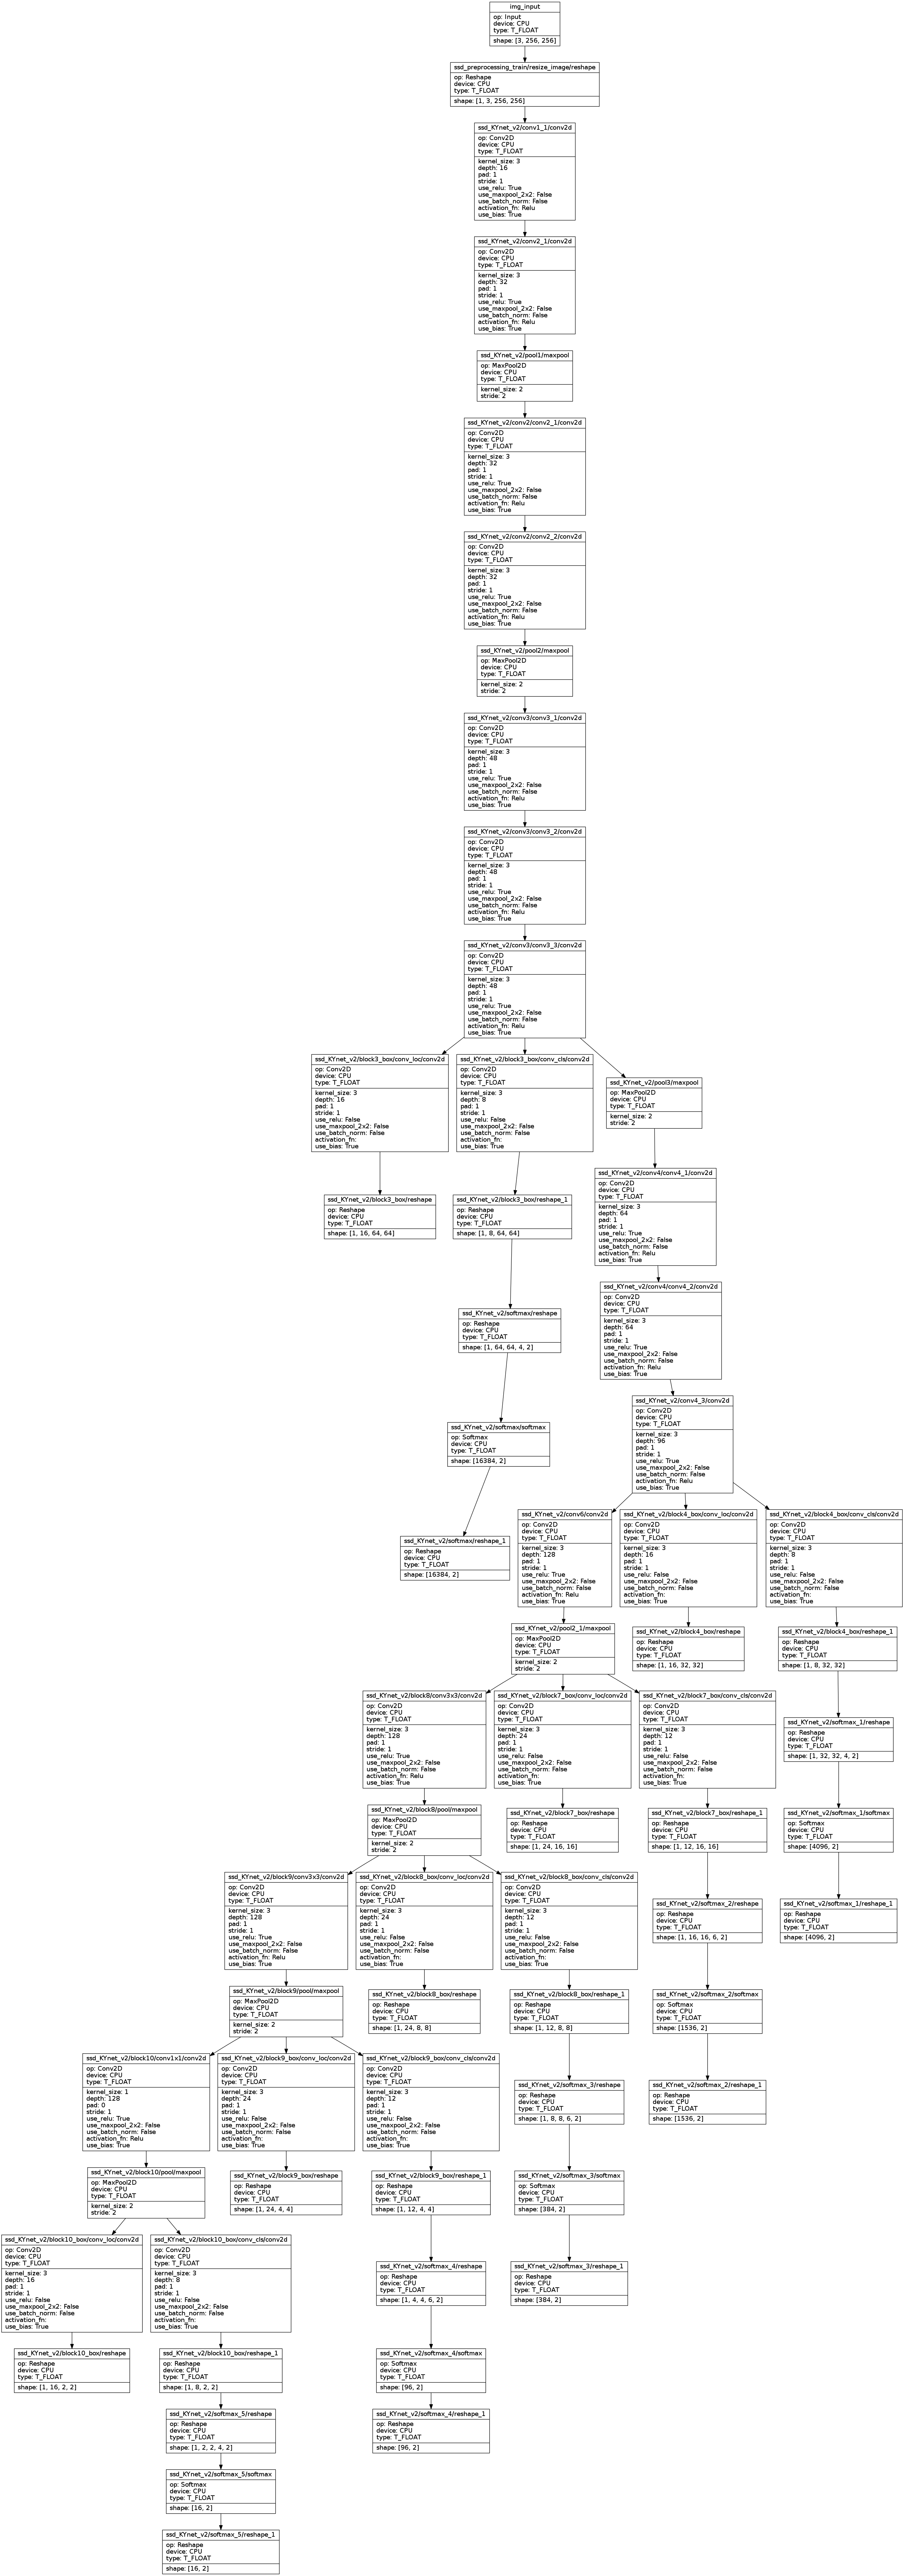 img_input
op: Input
device: CPU
type: T_FLOAT
shape: [3, 256, 256]
ssd_preprocessing_train/resize_image/reshape
op: Reshape
device: CPU
type: T_FLOAT
shape: [1, 3, 256, 256]
ssd_KYnet_v2/conv1_1/conv2d
op: Conv2D
device: CPU
type: T_FLOAT
kernel_size: 3
depth: 16
pad: 1
stride: 1
use_relu: True
use_maxpool_2x2: False
use_batch_norm: False
activation_fn: Relu
use_bias: True
ssd_KYnet_v2/conv2_1/conv2d
op: Conv2D
device: CPU
type: T_FLOAT
kernel_size: 3
depth: 32
pad: 1
stride: 1
use_relu: True
use_maxpool_2x2: False
use_batch_norm: False
activation_fn: Relu
use_bias: True
ssd_KYnet_v2/pool1/maxpool
op: MaxPool2D
device: CPU
type: T_FLOAT
kernel_size: 2
stride: 2
ssd_KYnet_v2/conv2/conv2_1/conv2d
op: Conv2D
device: CPU
type: T_FLOAT
kernel_size: 3
depth: 32
pad: 1
stride: 1
use_relu: True
use_maxpool_2x2: False
use_batch_norm: False
activation_fn: Relu
use_bias: True
ssd_KYnet_v2/conv2/conv2_2/conv2d
op: Conv2D
device: CPU
type: T_FLOAT
kernel_size: 3
depth: 32
pad: 1
stride: 1
use_relu: True
use_maxpool_2x2: False
use_batch_norm: False
activation_fn: Relu
use_bias: True
ssd_KYnet_v2/pool2/maxpool
op: MaxPool2D
device: CPU
type: T_FLOAT
kernel_size: 2
stride: 2
ssd_KYnet_v2/conv3/conv3_1/conv2d
op: Conv2D
device: CPU
type: T_FLOAT
kernel_size: 3
depth: 48
pad: 1
stride: 1
use_relu: True
use_maxpool_2x2: False
use_batch_norm: False
activation_fn: Relu
use_bias: True
ssd_KYnet_v2/conv3/conv3_2/conv2d
op: Conv2D
device: CPU
type: T_FLOAT
kernel_size: 3
depth: 48
pad: 1
stride: 1
use_relu: True
use_maxpool_2x2: False
use_batch_norm: False
activation_fn: Relu
use_bias: True
ssd_KYnet_v2/conv3/conv3_3/conv2d
op: Conv2D
device: CPU
type: T_FLOAT
kernel_size: 3
depth: 48
pad: 1
stride: 1
use_relu: True
use_maxpool_2x2: False
use_batch_norm: False
activation_fn: Relu
use_bias: True
ssd_KYnet_v2/block3_box/conv_loc/conv2d
op: Conv2D
device: CPU
type: T_FLOAT
kernel_size: 3
depth: 16
pad: 1
stride: 1
use_relu: False
use_maxpool_2x2: False
use_batch_norm: False
activation_fn:
use_bias: True
ssd_KYnet_v2/block3_box/conv_cls/conv2d
op: Conv2D
device: CPU
type: T_FLOAT
kernel_size: 3
depth: 8
pad: 1
stride: 1
use_relu: False
use_maxpool_2x2: False
use_batch_norm: False
activation_fn:
use_bias: True
ssd_KYnet_v2/pool3/maxpool
op: MaxPool2D
device: CPU
type: T_FLOAT
kernel_size: 2
stride: 2
ssd_KYnet_v2/block3_box/reshape
op: Reshape
device: CPU
type: T_FLOAT
shape: [1, 16, 64, 64]
ssd_KYnet_v2/block3_box/reshape_1
op: Reshape
device: CPU
type: T_FLOAT
shape: [1, 8, 64, 64]
ssd_KYnet_v2/conv4/conv4_1/conv2d
op: Conv2D
device: CPU
type: T_FLOAT
kernel_size: 3
depth: 64
pad: 1
stride: 1
use_relu: True
use_maxpool_2x2: False
use_batch_norm: False
activation_fn: Relu
use_bias: True
ssd_KYnet_v2/softmax/reshape
op: Reshape
device: CPU
type: T_FLOAT
shape: [1, 64, 64, 4, 2]
ssd_KYnet_v2/conv4/conv4_2/conv2d
op: Conv2D
device: CPU
type: T_FLOAT
kernel_size: 3
depth: 64
pad: 1
stride: 1
use_relu: True
use_maxpool_2x2: False
use_batch_norm: False
activation_fn: Relu
use_bias: True
ssd_KYnet_v2/softmax/softmax
op: Softmax
device: CPU
type: T_FLOAT
shape: [16384, 2]
ssd_KYnet_v2/conv4_3/conv2d
op: Conv2D
device: CPU
type: T_FLOAT
kernel_size: 3
depth: 96
pad: 1
stride: 1
use_relu: True
use_maxpool_2x2: False
use_batch_norm: False
activation_fn: Relu
use_bias: True
ssd_KYnet_v2/softmax/reshape_1
op: Reshape
device: CPU
type: T_FLOAT
shape: [16384, 2]
ssd_KYnet_v2/conv6/conv2d
op: Conv2D
device: CPU
type: T_FLOAT
kernel_size: 3
depth: 128
pad: 1
stride: 1
use_relu: True
use_maxpool_2x2: False
use_batch_norm: False
activation_fn: Relu
use_bias: True
ssd_KYnet_v2/block4_box/conv_loc/conv2d
op: Conv2D
device: CPU
type: T_FLOAT
kernel_size: 3
depth: 16
pad: 1
stride: 1
use_relu: False
use_maxpool_2x2: False
use_batch_norm: False
activation_fn:
use_bias: True
ssd_KYnet_v2/block4_box/conv_cls/conv2d
op: Conv2D
device: CPU
type: T_FLOAT
kernel_size: 3
depth: 8
pad: 1
stride: 1
use_relu: False
use_maxpool_2x2: False
use_batch_norm: False
activation_fn:
use_bias: True
ssd_KYnet_v2/pool2_1/maxpool
op: MaxPool2D
device: CPU
type: T_FLOAT
kernel_size: 2
stride: 2
ssd_KYnet_v2/block4_box/reshape
op: Reshape
device: CPU
type: T_FLOAT
shape: [1, 16, 32, 32]
ssd_KYnet_v2/block4_box/reshape_1
op: Reshape
device: CPU
type: T_FLOAT
shape: [1, 8, 32, 32]
ssd_KYnet_v2/block8/conv3x3/conv2d
op: Conv2D
device: CPU
type: T_FLOAT
kernel_size: 3
depth: 128
pad: 1
stride: 1
use_relu: True
use_maxpool_2x2: False
use_batch_norm: False
activation_fn: Relu
use_bias: True
ssd_KYnet_v2/block7_box/conv_loc/conv2d
op: Conv2D
device: CPU
type: T_FLOAT
kernel_size: 3
depth: 24
pad: 1
stride: 1
use_relu: False
use_maxpool_2x2: False
use_batch_norm: False
activation_fn:
use_bias: True
ssd_KYnet_v2/block7_box/conv_cls/conv2d
op: Conv2D
device: CPU
type: T_FLOAT
kernel_size: 3
depth: 12
pad: 1
stride: 1
use_relu: False
use_maxpool_2x2: False
use_batch_norm: False
activation_fn:
use_bias: True
ssd_KYnet_v2/softmax_1/reshape
op: Reshape
device: CPU
type: T_FLOAT
shape: [1, 32, 32, 4, 2]
ssd_KYnet_v2/block8/pool/maxpool
op: MaxPool2D
device: CPU
type: T_FLOAT
kernel_size: 2
stride: 2
ssd_KYnet_v2/block7_box/reshape
op: Reshape
device: CPU
type: T_FLOAT
shape: [1, 24, 16, 16]
ssd_KYnet_v2/block7_box/reshape_1
op: Reshape
device: CPU
type: T_FLOAT
shape: [1, 12, 16, 16]
ssd_KYnet_v2/softmax_1/softmax
op: Softmax
device: CPU
type: T_FLOAT
shape: [4096, 2]
ssd_KYnet_v2/block9/conv3x3/conv2d
op: Conv2D
device: CPU
type: T_FLOAT
kernel_size: 3
depth: 128
pad: 1
stride: 1
use_relu: True
use_maxpool_2x2: False
use_batch_norm: False
activation_fn: Relu
use_bias: True
ssd_KYnet_v2/block8_box/conv_loc/conv2d
op: Conv2D
device: CPU
type: T_FLOAT
kernel_size: 3
depth: 24
pad: 1
stride: 1
use_relu: False
use_maxpool_2x2: False
use_batch_norm: False
activation_fn:
use_bias: True
ssd_KYnet_v2/block8_box/conv_cls/conv2d
op: Conv2D
device: CPU
type: T_FLOAT
kernel_size: 3
depth: 12
pad: 1
stride: 1
use_relu: False
use_maxpool_2x2: False
use_batch_norm: False
activation_fn:
use_bias: True
ssd_KYnet_v2/softmax_2/reshape
op: Reshape
device: CPU
type: T_FLOAT
shape: [1, 16, 16, 6, 2]
ssd_KYnet_v2/softmax_1/reshape_1
op: Reshape
device: CPU
type: T_FLOAT
shape: [4096, 2]
ssd_KYnet_v2/block9/pool/maxpool
op: MaxPool2D
device: CPU
type: T_FLOAT
kernel_size: 2
stride: 2
ssd_KYnet_v2/block8_box/reshape
op: Reshape
device: CPU
type: T_FLOAT
shape: [1, 24, 8, 8]
ssd_KYnet_v2/block8_box/reshape_1
op: Reshape
device: CPU
type: T_FLOAT
shape: [1, 12, 8, 8]
ssd_KYnet_v2/softmax_2/softmax
op: Softmax
device: CPU
type: T_FLOAT
shape: [1536, 2]
ssd_KYnet_v2/block10/conv1x1/conv2d
op: Conv2D
device: CPU
type: T_FLOAT
kernel_size: 1
depth: 128
pad: 0
stride: 1
use_relu: True
use_maxpool_2x2: False
use_batch_norm: False
activation_fn: Relu
use_bias: True
ssd_KYnet_v2/block9_box/conv_loc/conv2d
op: Conv2D
device: CPU
type: T_FLOAT
kernel_size: 3
depth: 24
pad: 1
stride: 1
use_relu: False
use_maxpool_2x2: False
use_batch_norm: False
activation_fn:
use_bias: True
ssd_KYnet_v2/block9_box/conv_cls/conv2d
op: Conv2D
device: CPU
type: T_FLOAT
kernel_size: 3
depth: 12
pad: 1
stride: 1
use_relu: False
use_maxpool_2x2: False
use_batch_norm: False
activation_fn:
use_bias: True
ssd_KYnet_v2/softmax_3/reshape
op: Reshape
device: CPU
type: T_FLOAT
shape: [1, 8, 8, 6, 2]
ssd_KYnet_v2/softmax_2/reshape_1
op: Reshape
device: CPU
type: T_FLOAT
shape: [1536, 2]
ssd_KYnet_v2/block10/pool/maxpool
op: MaxPool2D
device: CPU
type: T_FLOAT
kernel_size: 2
stride: 2
ssd_KYnet_v2/block9_box/reshape
op: Reshape
device: CPU
type: T_FLOAT
shape: [1, 24, 4, 4]
ssd_KYnet_v2/block9_box/reshape_1
op: Reshape
device: CPU
type: T_FLOAT
shape: [1, 12, 4, 4]
ssd_KYnet_v2/softmax_3/softmax
op: Softmax
device: CPU
type: T_FLOAT
shape: [384, 2]
ssd_KYnet_v2/block10_box/conv_loc/conv2d
op: Conv2D
device: CPU
type: T_FLOAT
kernel_size: 3
depth: 16
pad: 1
stride: 1
use_relu: False
use_maxpool_2x2: False
use_batch_norm: False
activation_fn:
use_bias: True
ssd_KYnet_v2/block10_box/conv_cls/conv2d
op: Conv2D
device: CPU
type: T_FLOAT
kernel_size: 3
depth: 8
pad: 1
stride: 1
use_relu: False
use_maxpool_2x2: False
use_batch_norm: False
activation_fn:
use_bias: True
ssd_KYnet_v2/softmax_4/reshape
op: Reshape
device: CPU
type: T_FLOAT
shape: [1, 4, 4, 6, 2]
ssd_KYnet_v2/softmax_3/reshape_1
op: Reshape
device: CPU
type: T_FLOAT
shape: [384, 2]
ssd_KYnet_v2/block10_box/reshape
op: Reshape
device: CPU
type: T_FLOAT
shape: [1, 16, 2, 2]
ssd_KYnet_v2/block10_box/reshape_1
op: Reshape
device: CPU
type: T_FLOAT
shape: [1, 8, 2, 2]
ssd_KYnet_v2/softmax_4/softmax
op: Softmax
device: CPU
type: T_FLOAT
shape: [96, 2]
ssd_KYnet_v2/softmax_5/reshape
op: Reshape
device: CPU
type: T_FLOAT
shape: [1, 2, 2, 4, 2]
ssd_KYnet_v2/softmax_4/reshape_1
op: Reshape
device: CPU
type: T_FLOAT
shape: [96, 2]
ssd_KYnet_v2/softmax_5/softmax
op: Softmax
device: CPU
type: T_FLOAT
shape: [16, 2]
ssd_KYnet_v2/softmax_5/reshape_1
op: Reshape
device: CPU
type: T_FLOAT
shape: [16, 2]